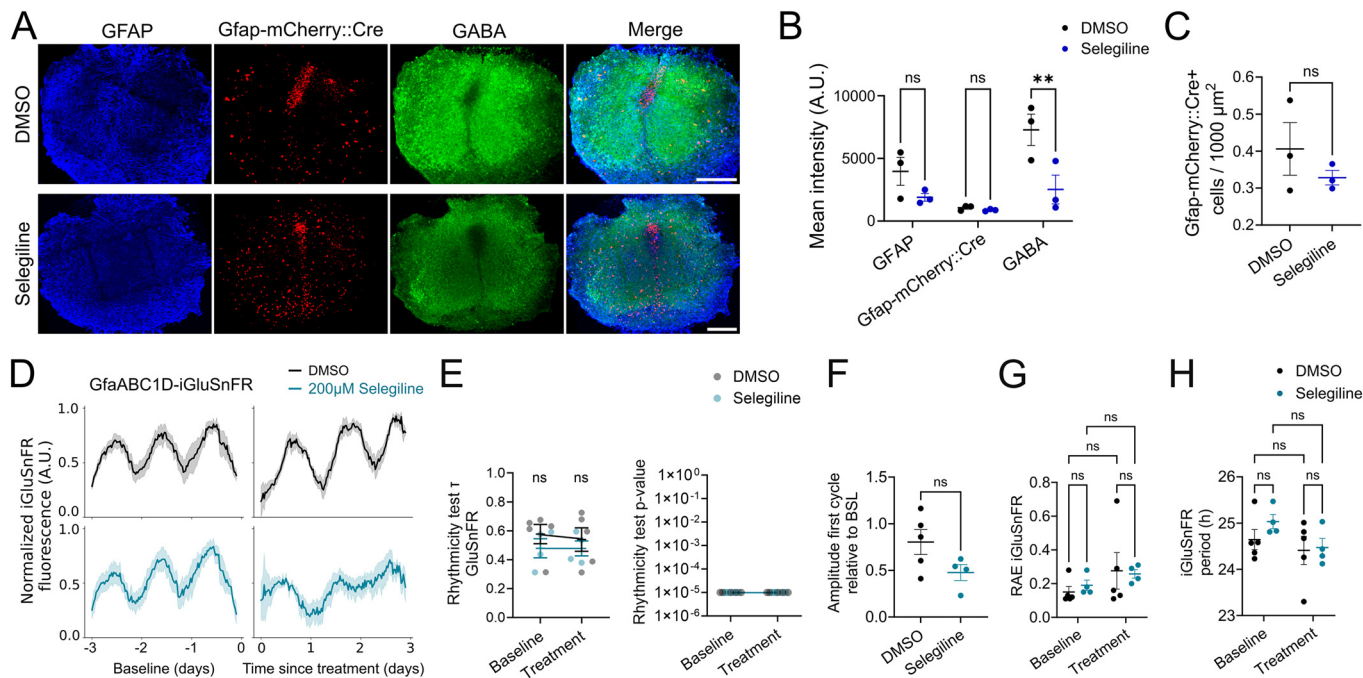 A
GFAP
Gfap-mCherry::Cre
GABA
Merge
DMSO
Selegiline
B
DMSO
Selegiline
Mean intensity (A.U.)
ns
ns
**
10000
5000
0
GFAP
Gfap-mCherry::Cre
GABA
C
Gfap-mCherry::Cre+
cells / 1000 µm²
ns
0.6
0.5
0.4
0.3
0.2
DMSO
Selegiline
D
GfaABC1D-iGluSnFR
DMSO
200µM Selegiline
Normalized iGluSnFR
fluorescence (A.U.)
1.0
0.5
0.0
1.0
0.5
0.0
-3
-2
-1
0
1
2
3
Baseline (days)
Time since treatment (days)
E
DMSO
Selegiline
Rhythmicity test τ
GluSnFR
ns
ns
1.0
0.8
0.6
0.4
0.2
0.0
Baseline
Treatment
Rhythmicity test p-value
1×10⁰
1×10⁻¹
1×10⁻²
1×10⁻³
1×10⁻⁴
1×10⁻⁵
1×10⁻⁶
Baseline
Treatment
F
Amplitude first cycle
relative to BSL
ns
1.5
1.0
0.5
0.0
DMSO
Selegiline
G
DMSO
Selegiline
RAE iGluSnFR
ns
ns
ns
ns
0.8
0.6
0.4
0.2
0.0
Baseline
Treatment
H
DMSO
Selegiline
iGluSnFR
period (h)
ns
ns
ns
ns
26
25
24
23
Baseline
Treatment